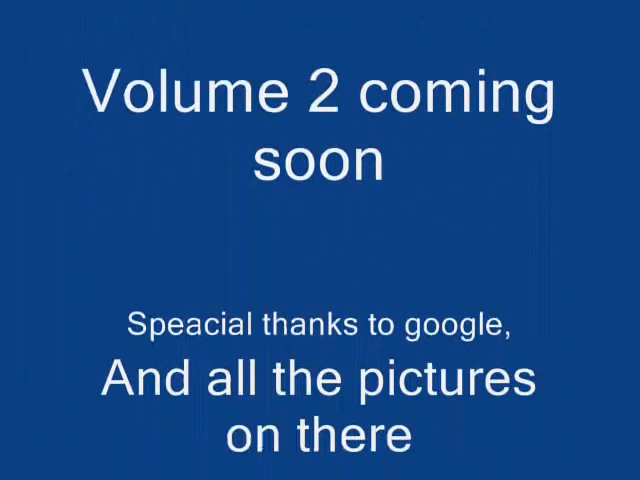 Volume 2 coming
soon
Speacial thanks to google,
And all the pictures
on there